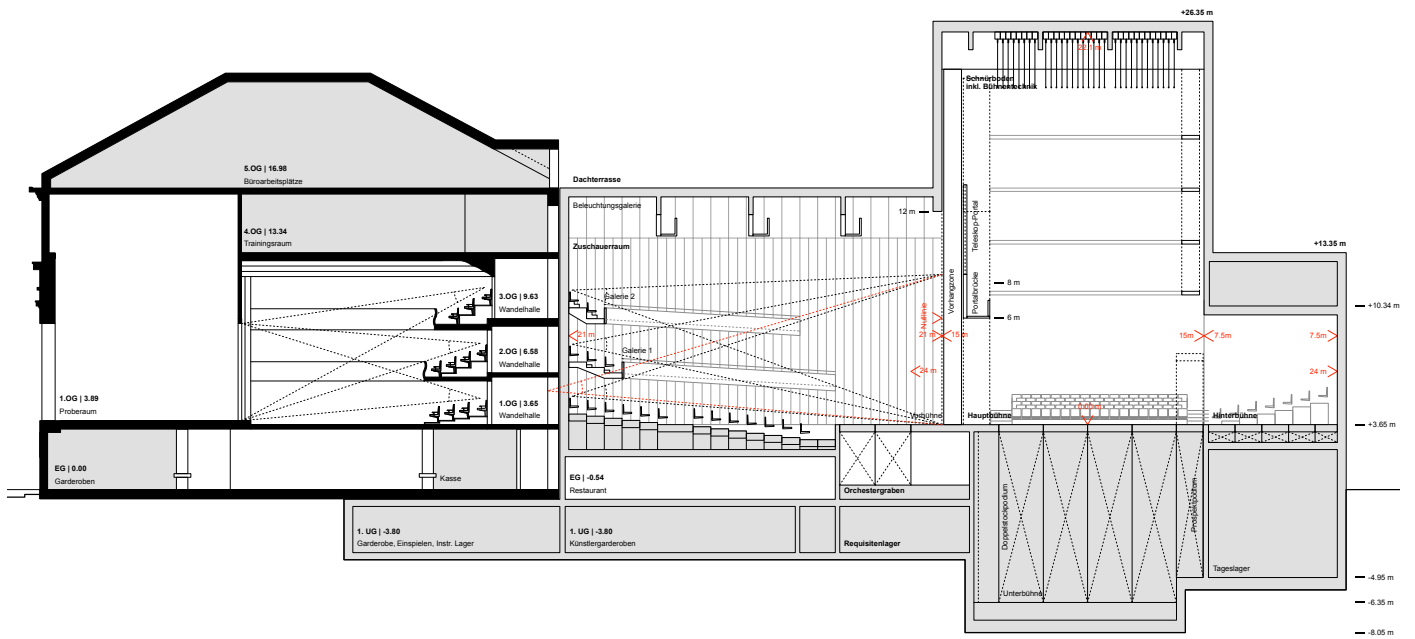 +26.35 m
22.1 m
Schnürboden
inkl. Bühnentechnik
5.OG | 16.98
Büroarbeitsplätze
Dachterrasse
Beleuchtungsgalerie
12 m
4.OG | 13.34
Trainingsraum
Zuschauerraum
Teleskop-Portal
+13.35 m
Vorhangzone
Portalbrücke
8 m
3.OG | 9.63
Wandelhalle
Galerie 2
6 m
+10.34 m
Nullinie
21 m
21 m
15 m
15m
7.5m
7.5m
2.OG | 6.58
Wandelhalle
Galerie 1
24 m
24 m
1.OG | 3.89
Proberaum
1.OG | 3.65
Wandelhalle
Vorbühne
Hauptbühne
Hinterbühne
+3.65 m
EG | 0.00
Garderoben
Kasse
EG | -0.54
Restaurant
Orchestergraben
Doppelstockpodium
Prospektpodium
1. UG | -3.80
Garderobe, Einspielen, Instr. Lager
1. UG | -3.80
Künstlergarderoben
Requisitenlager
Tageslager
-4.95 m
Unterbühne
-6.35 m
-8.05 m